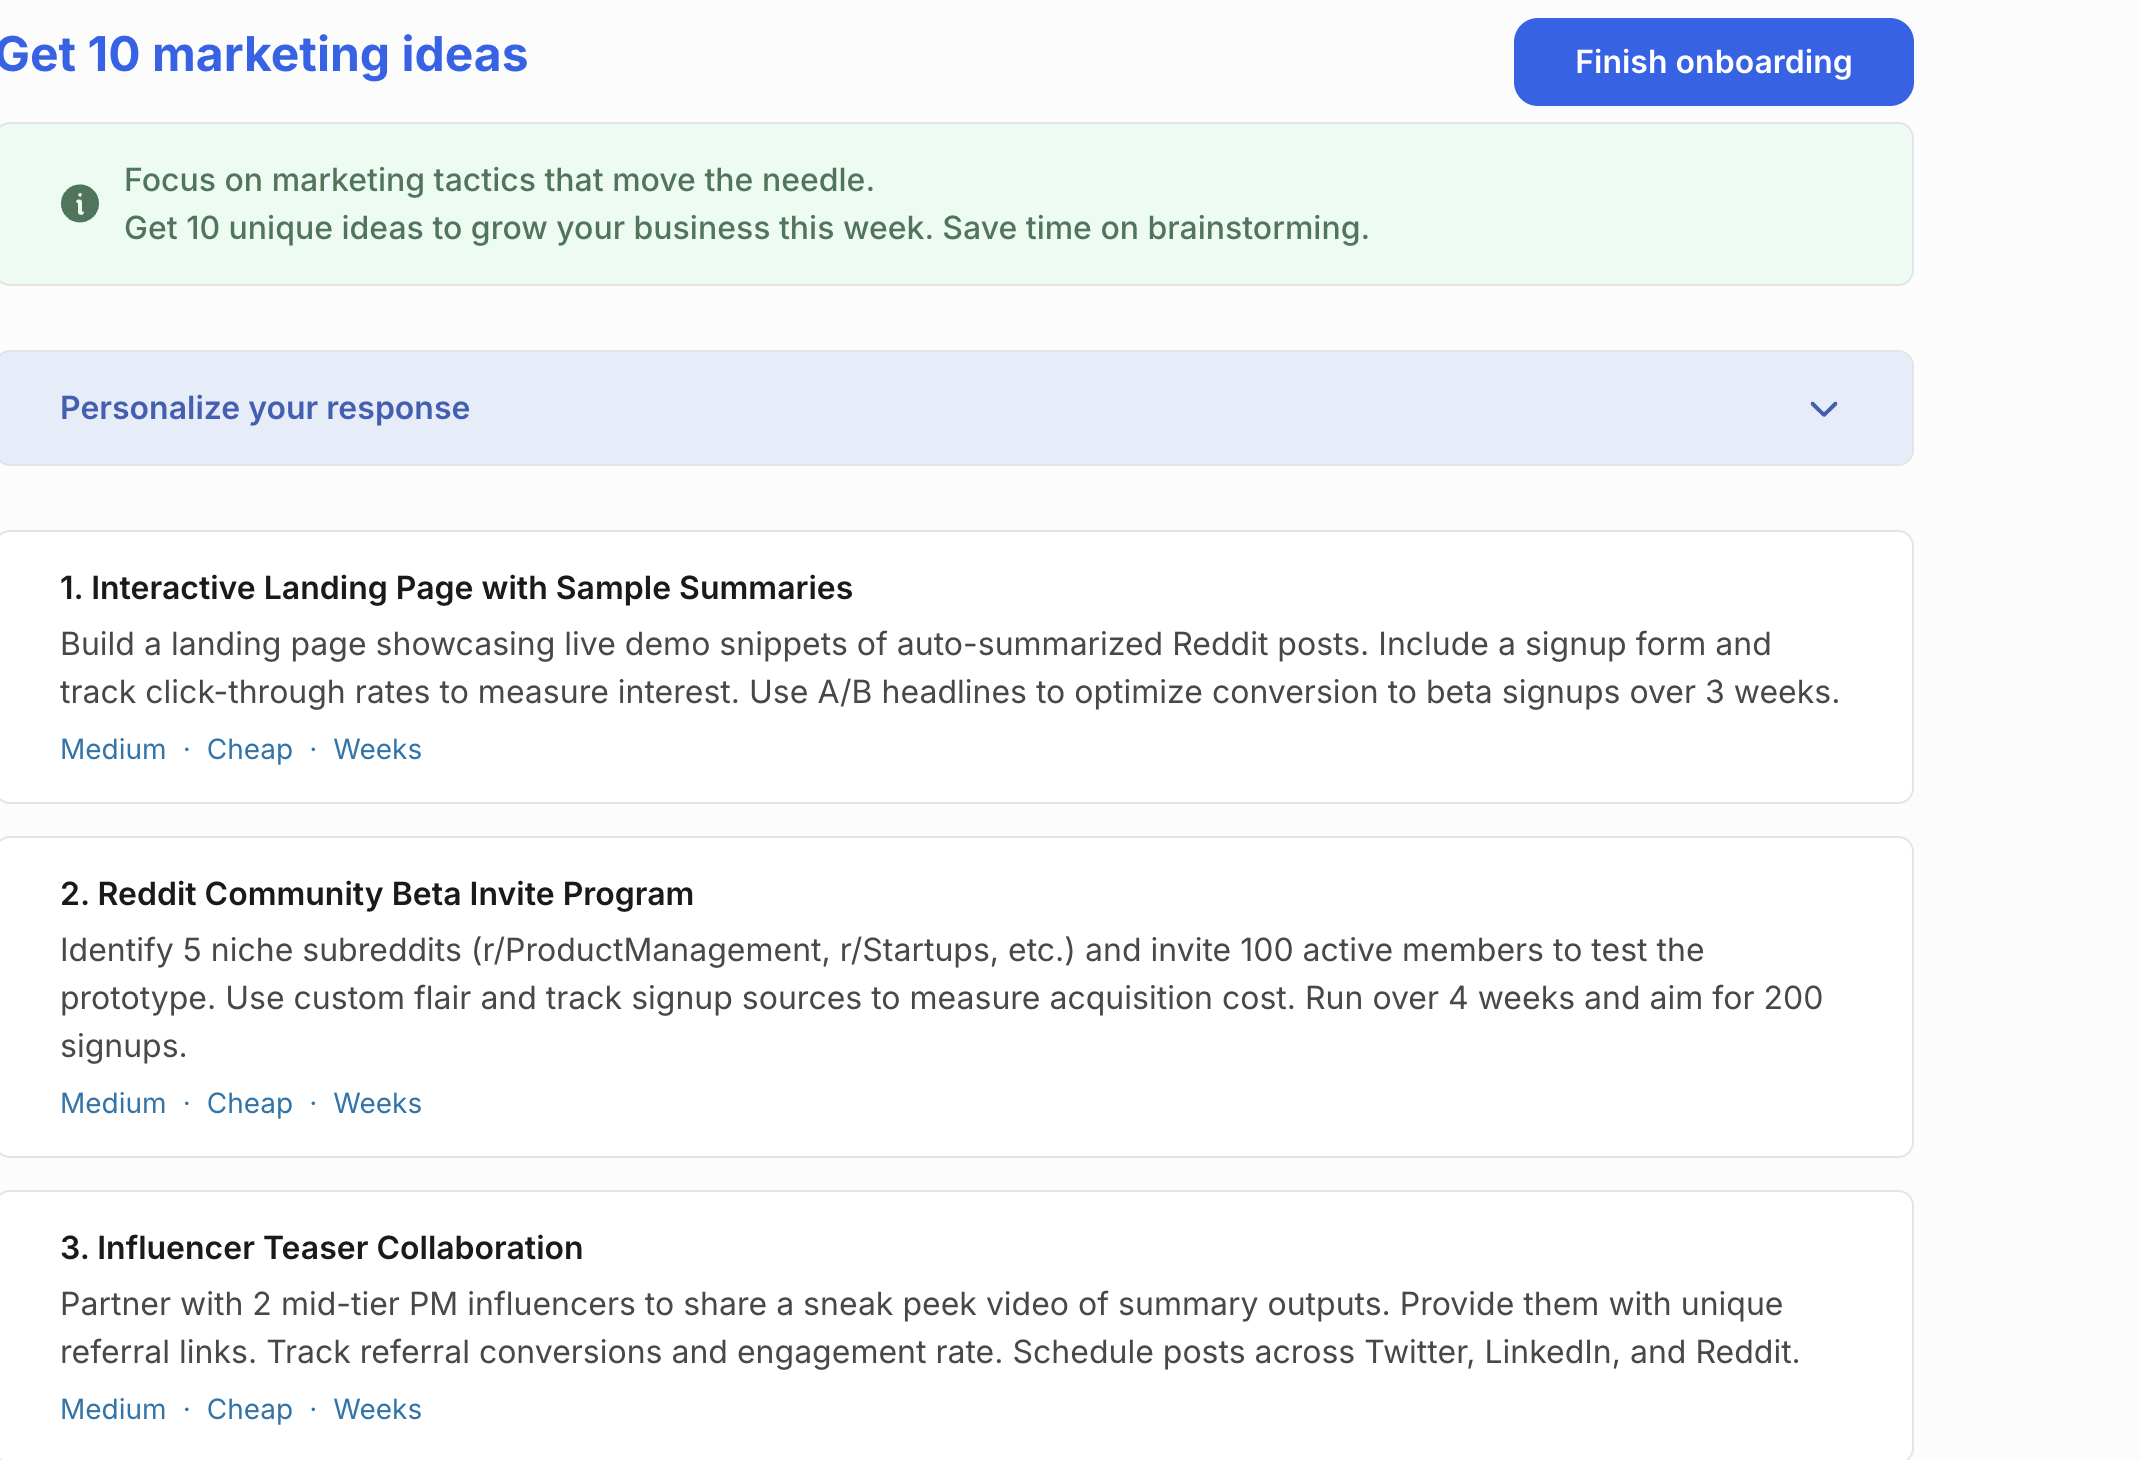 Get 10 marketing ideas
Finish onboarding
Focus on marketing tactics that move the needle.
Get 10 unique ideas to grow your business this week. Save time on brainstorming.
Personalize your response
1. Interactive Landing Page with Sample Summaries
Build a landing page showcasing live demo snippets of auto-summarized Reddit posts. Include a signup form and
track click-through rates to measure interest. Use A/B headlines to optimize conversion to beta signups over 3 weeks.
Medium · Cheap · Weeks
2. Reddit Community Beta Invite Program
Identify 5 niche subreddits (r/ProductManagement, r/Startups, etc.) and invite 100 active members to test the
prototype. Use custom flair and track signup sources to measure acquisition cost. Run over 4 weeks and aim for 200
signups.
Medium · Cheap · Weeks
3. Influencer Teaser Collaboration
Partner with 2 mid-tier PM influencers to share a sneak peek video of summary outputs. Provide them with unique
referral links. Track referral conversions and engagement rate. Schedule posts across Twitter, LinkedIn, and Reddit.
Medium · Cheap · Weeks